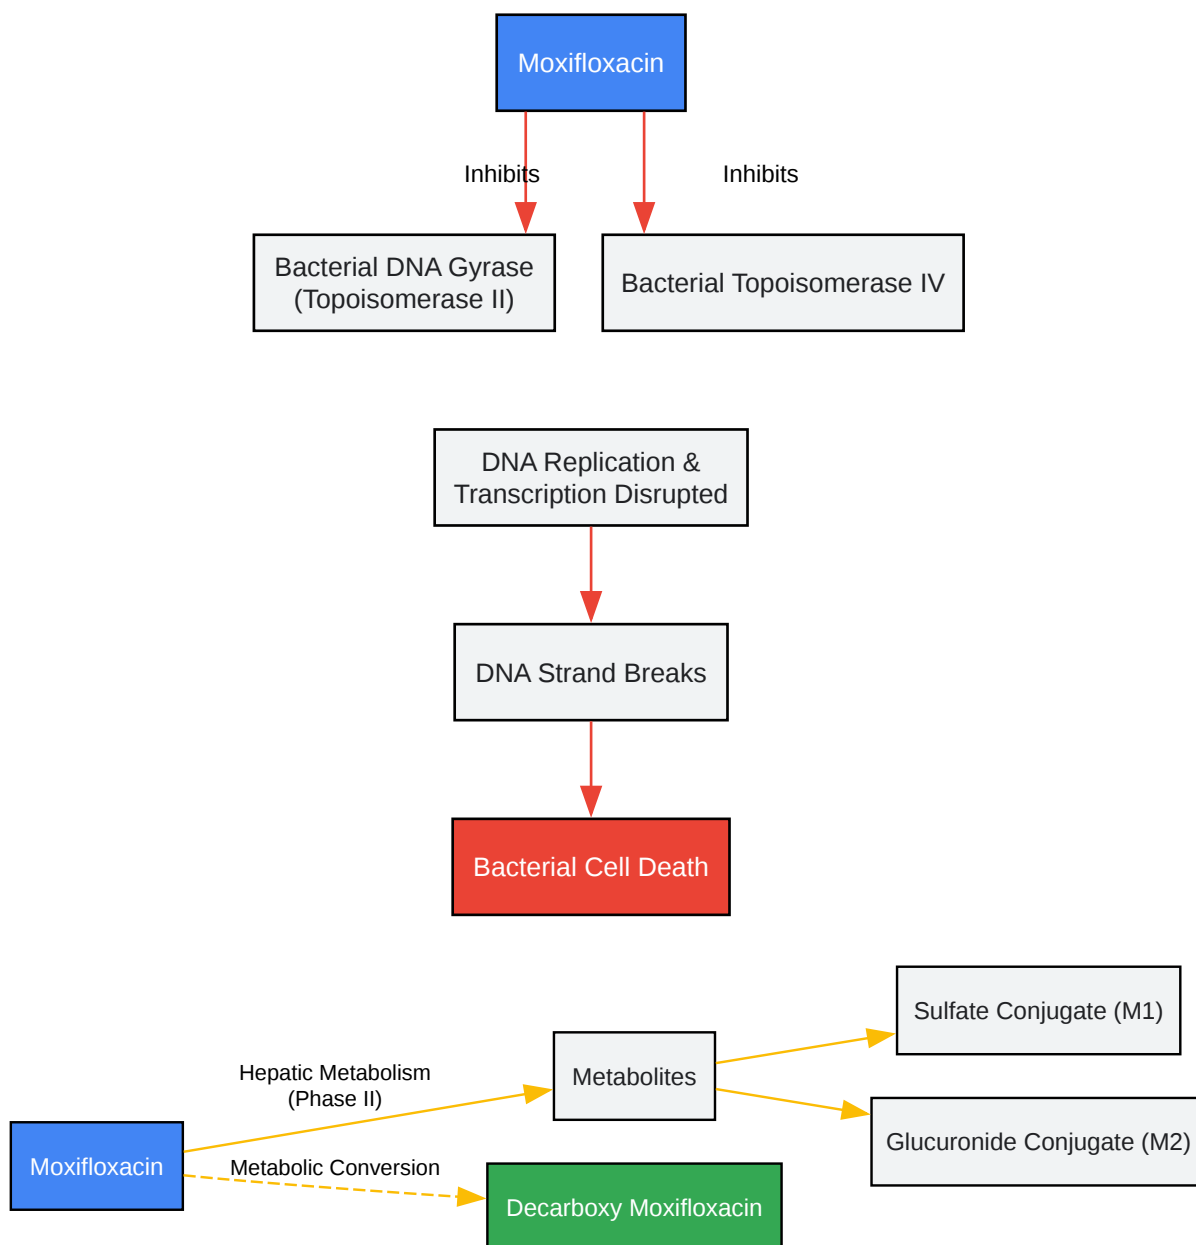 Moxifloxacin
Inhibits
Inhibits
Bacterial DNA Gyrase
(Topoisomerase II)
Bacterial Topoisomerase IV
DNA Replication &
Transcription Disrupted
DNA Strand Breaks
Bacterial Cell Death
Sulfate Conjugate (M1)
Hepatic Metabolism
(Phase II)
Metabolites
Glucuronide Conjugate (M2)
Moxifloxacin
Metabolic Conversion
Decarboxy Moxifloxacin